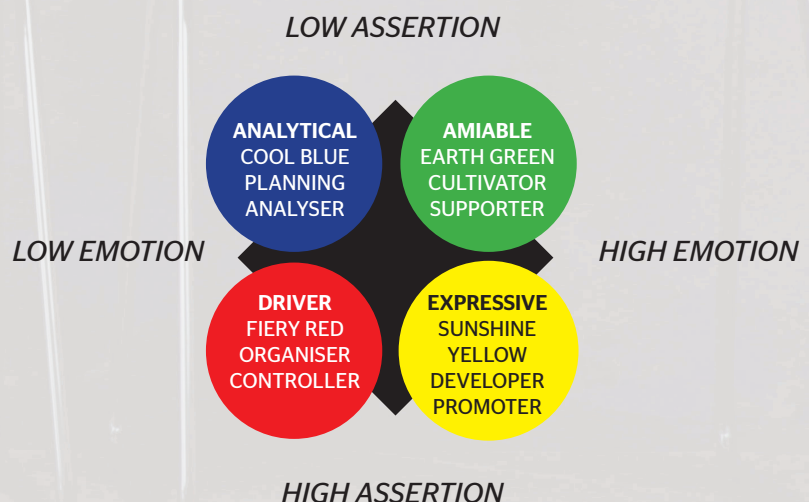 LOW ASSERTION
ANALYTICAL
COOL BLUE
PLANNING
ANALYSER
AMIABLE
EARTH GREEN
CULTIVATOR
SUPPORTER
LOW EMOTION
HIGH EMOTION
DRIVER
FIERY RED
ORGANISER
CONTROLLER
EXPRESSIVE
SUNSHINE
YELLOW
DEVELOPER
PROMOTER
HIGH ASSERTION